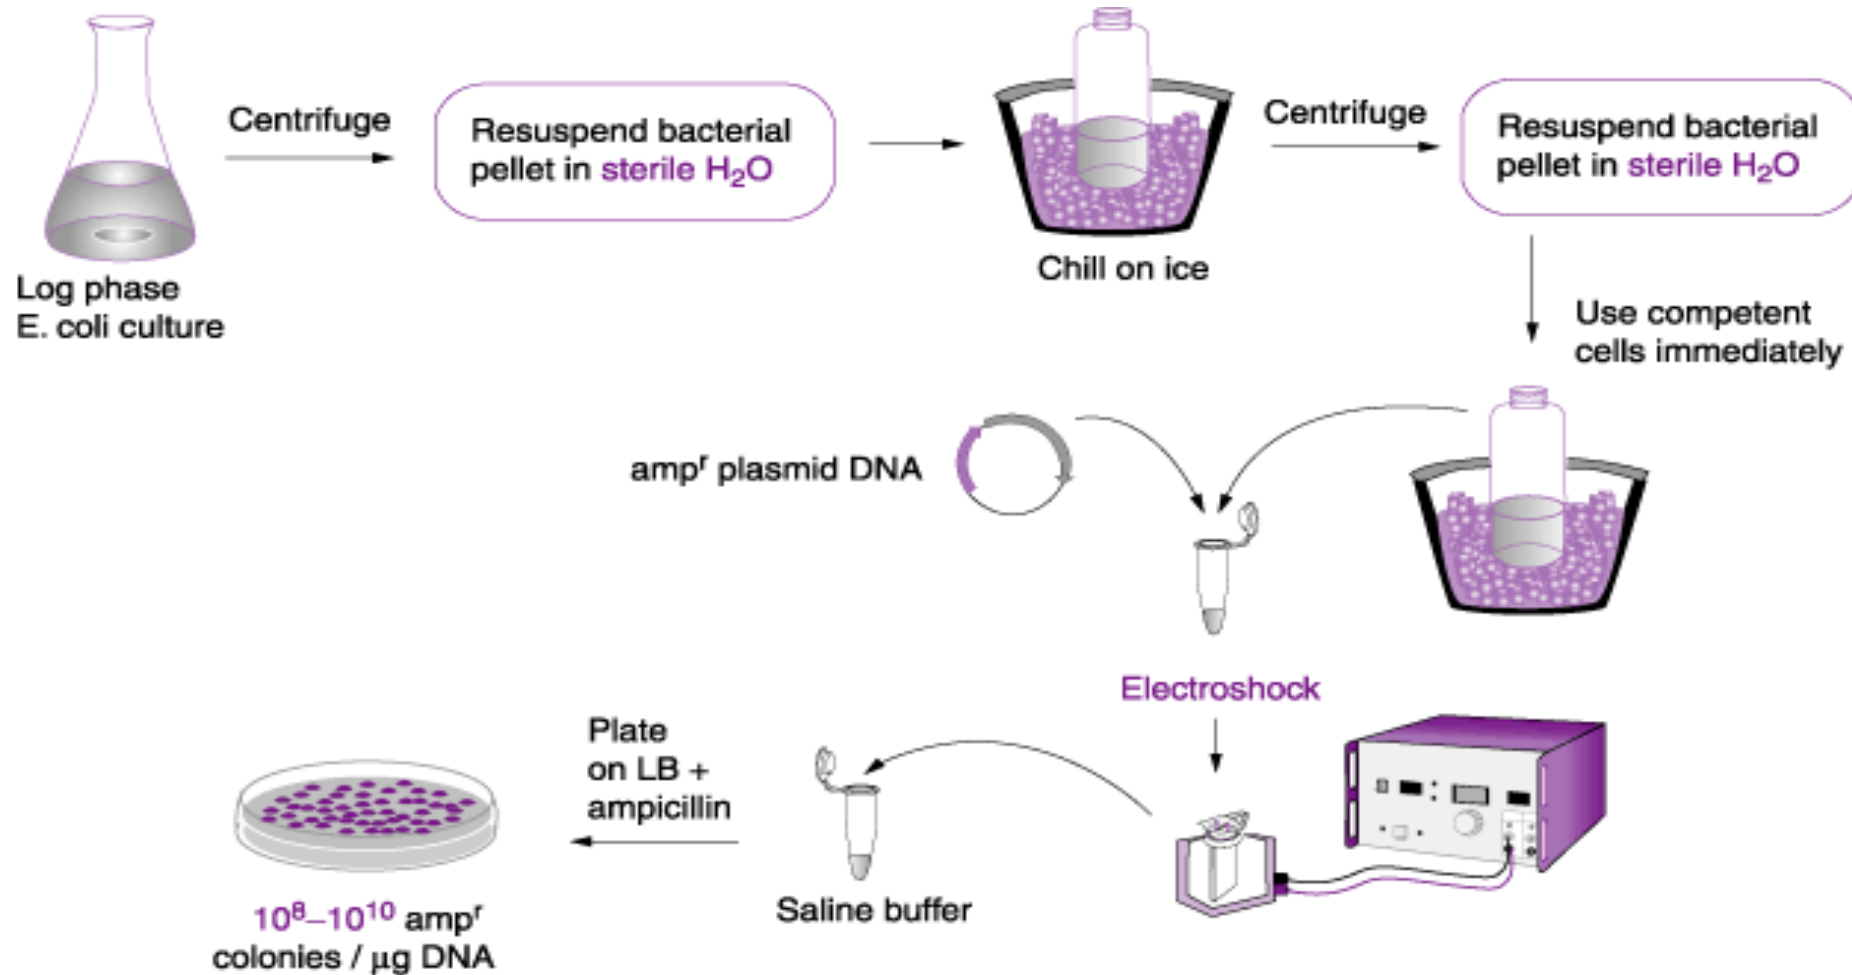 Centrifuge
Resuspend bacterial
pellet in sterile H₂O
Centrifuge
Resuspend bacterial
pellet in sterile H₂O
Chill on ice
Log phase
E. coli culture
Use competent
cells immediately
ampʳ plasmid DNA
Electroshock
Plate
on LB +
ampicillin
Saline buffer
10⁸–10¹⁰ ampʳ
colonies / μg DNA